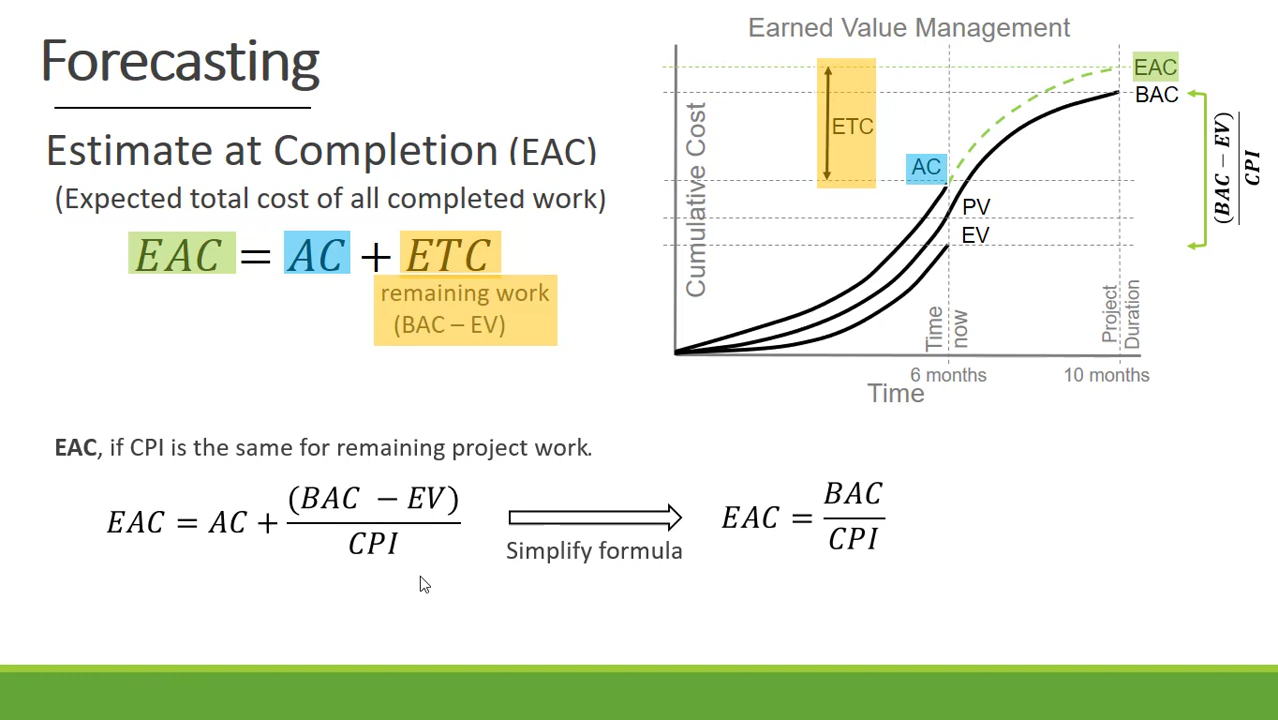 Forecasting
Estimate at Completion (EAC)
(Expected total cost of all completed work)
EAC = AC + ETC
remaining work
(BAC – EV)
Earned Value Management
Cumulative Cost
ETC
AC
EAC
BAC
PV
EV
(BAC − EV)
CPI
Time now
Project Duration
6 months
10 months
Time
EAC, if CPI is the same for remaining project work.
EAC = AC + (BAC − EV) / CPI
Simplify formula
EAC = BAC / CPI